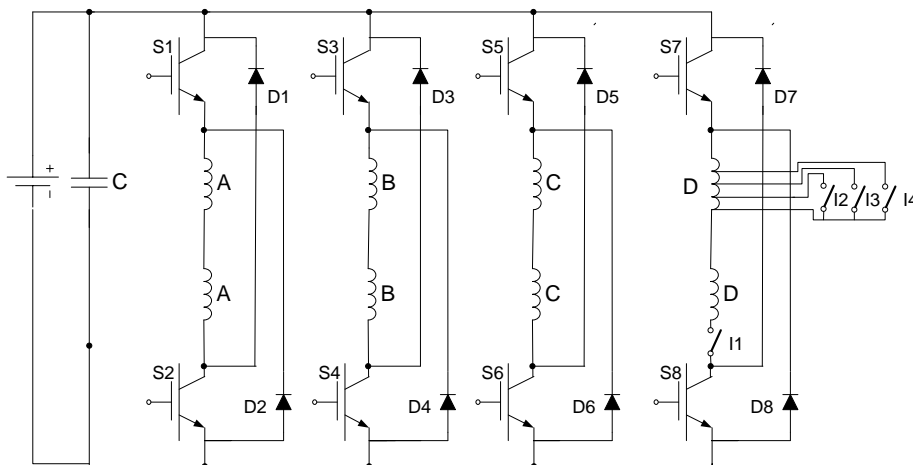 S1
S3
S5
S7
D1
D3
D5
D7
+
-
C
A
B
C
D
I2
I3
I4
A
B
C
D
I1
S2
S4
S6
S8
D2
D4
D6
D8